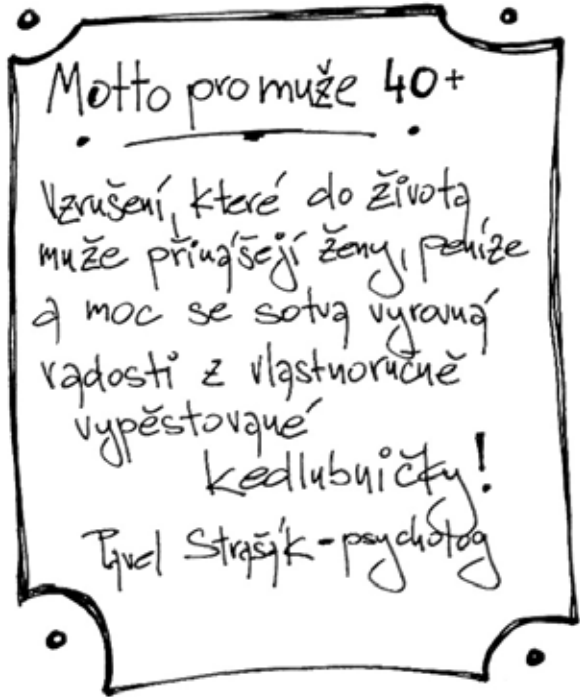 Motto pro muže 40+
Vzrušení, které do života
muže přinášejí ženy, peníze
a moc se sotva vyrovná
radosti z vlastnoručně
vypěstované
kedlubničky!
Pavel Strašák - psycholog